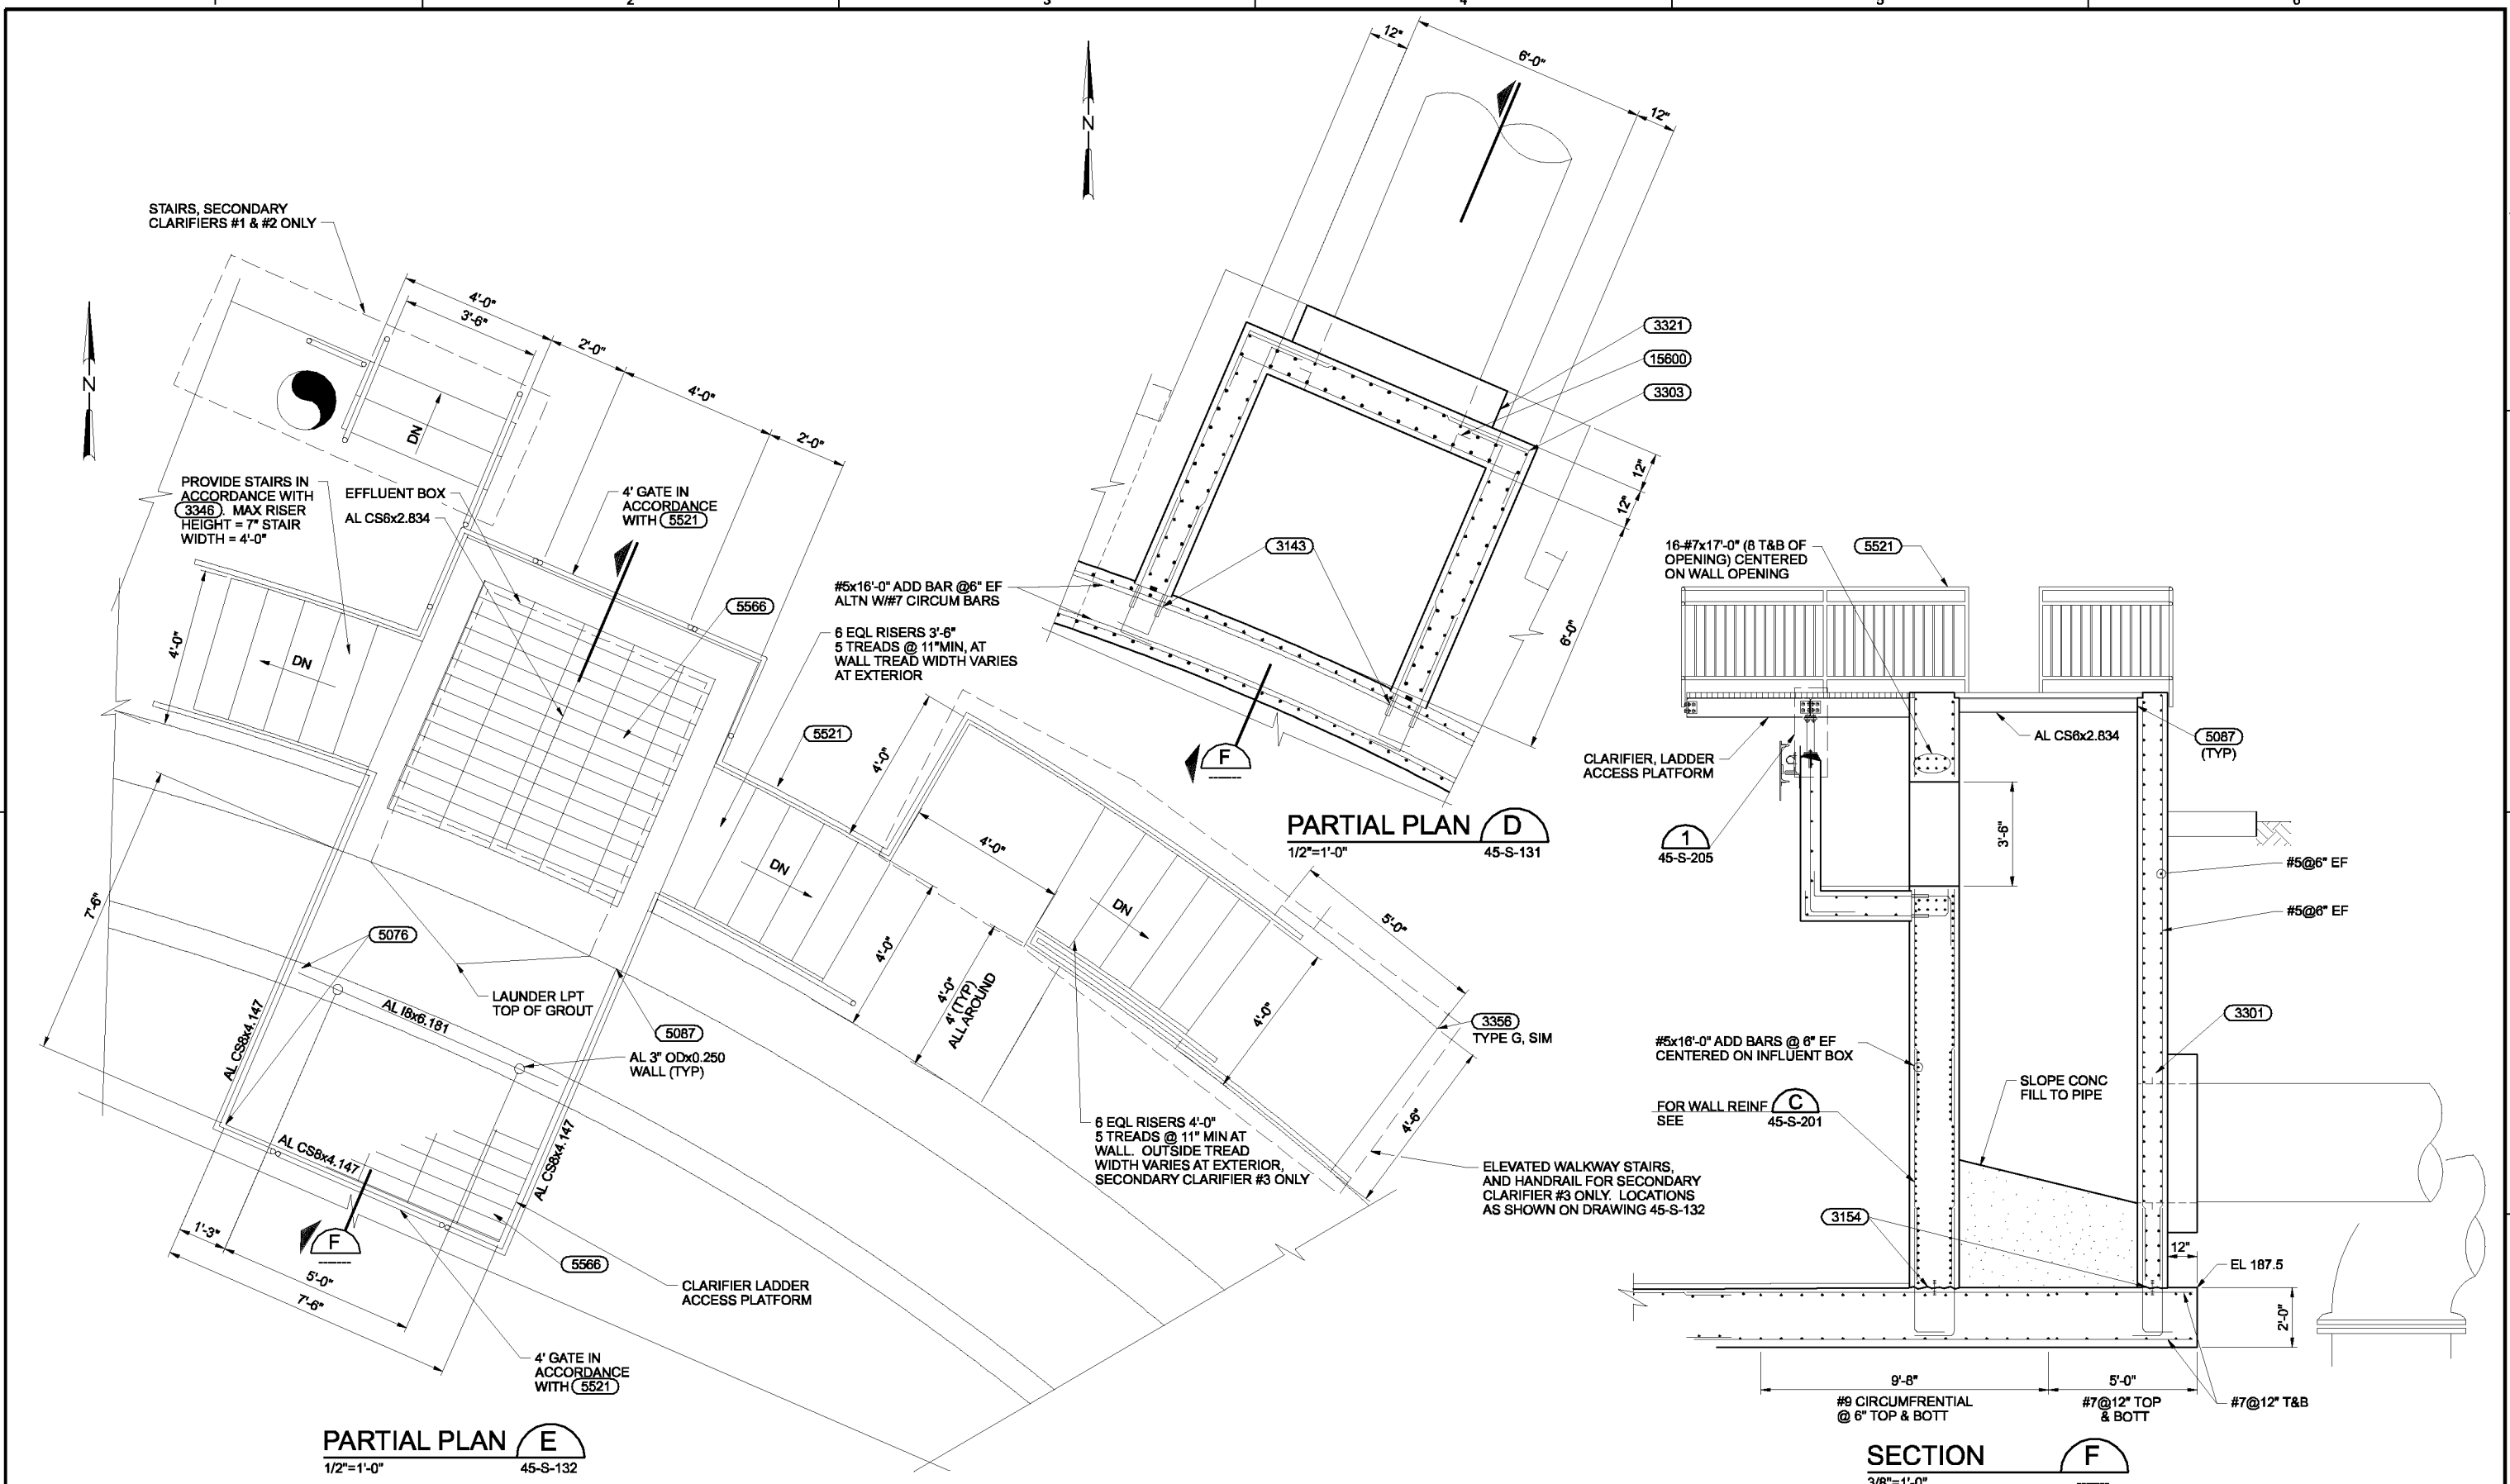 2
3
4
5
6
STAIRS, SECONDARY
CLARIFIERS #1 & #2 ONLY
N
4'-0"
3'-6"
2'-0"
4'-0"
2'-0"
DN
PROVIDE STAIRS IN
ACCORDANCE WITH
3346. MAX RISER
HEIGHT = 7" STAIR
WIDTH = 4'-0"
EFFLUENT BOX
AL CS6x2.834
4' GATE IN
ACCORDANCE
WITH 5521
5566
4'-0"
DN
#5x16'-0" ADD BAR @6" EF
ALTN W/#7 CIRCUM BARS
6 EQL RISERS 3'-6"
5 TREADS @ 11"MIN, AT
WALL TREAD WIDTH VARIES
AT EXTERIOR
5521
4'-0"
4'-0"
DN
DN
7'-6"
5076
LAUNDER LPT
TOP OF GROUT
AL I8x6.181
AL CS8x4.147
5087
AL 3" ODx0.250
WALL (TYP)
4'-0"
4'-0"
4' (TYP)
ALL AROUND
5'-0"
4'-0"
3356
TYPE G, SIM
4'-6"
6 EQL RISERS 4'-0"
5 TREADS @ 11" MIN AT
WALL. OUTSIDE TREAD
WIDTH VARIES AT EXTERIOR,
SECONDARY CLARIFIER #3 ONLY
ELEVATED WALKWAY STAIRS,
AND HANDRAIL FOR SECONDARY
CLARIFIER #3 ONLY. LOCATIONS
AS SHOWN ON DRAWING 45-S-132
AL CS8x4.147
AL CS8x4.147
1'-3"
5'-0"
7'-6"
F
5566
CLARIFIER LADDER
ACCESS PLATFORM
4' GATE IN
ACCORDANCE
WITH 5521
PARTIAL PLAN E
1/2"=1'-0" 45-S-132
N
12"
6'-0"
12"
3321
15600
3303
3143
12"
12"
6'-0"
F
PARTIAL PLAN D
1/2"=1'-0" 45-S-131
16-#7x17'-0" (8 T&B OF
OPENING) CENTERED
ON WALL OPENING
5521
AL CS6x2.834
5087
(TYP)
CLARIFIER, LADDER
ACCESS PLATFORM
1
45-S-205
3'-6"
#5@6" EF
#5@6" EF
3301
#5x16'-0" ADD BARS @ 6" EF
CENTERED ON INFLUENT BOX
SLOPE CONC
FILL TO PIPE
FOR WALL REINF C
SEE 45-S-201
3154
12"
EL 187.5
2'-0"
9'-8"
5'-0"
#9 CIRCUMFRENTIAL
@ 6" TOP & BOTT
#7@12" TOP
& BOTT
#7@12" T&B
SECTION F
3/8"=1'-0"